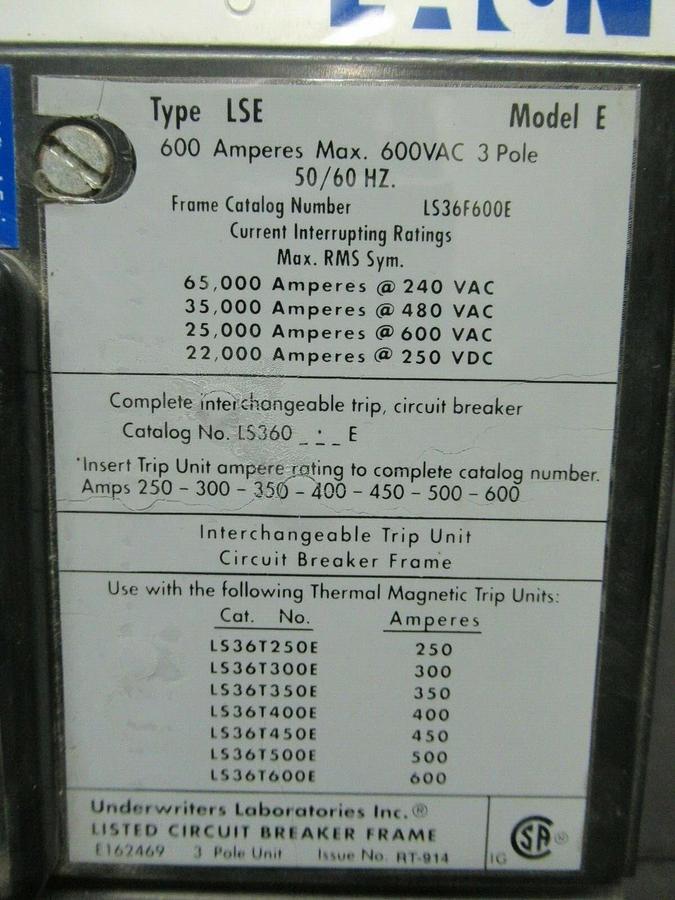 EATON
Type LSE Model E
600 Amperes Max. 600VAC 3 Pole
50/60 HZ.
Frame Catalog Number LS36F600E
Current Interrupting Ratings
Max. RMS Sym.
65,000 Amperes @ 240 VAC
35,000 Amperes @ 480 VAC
25,000 Amperes @ 600 VAC
22,000 Amperes @ 250 VDC
Complete interchangeable trip, circuit breaker
Catalog No. LS360 _ * _ E
*Insert Trip Unit ampere rating to complete catalog number.
Amps 250 - 300 - 350 - 400 - 450 - 500 - 600
Interchangeable Trip Unit
Circuit Breaker Frame
Use with the following Thermal Magnetic Trip Units:
Cat. No. Amperes
LS36T250E 250
LS36T300E 300
LS36T350E 350
LS36T400E 400
LS36T450E 450
LS36T500E 500
LS36T600E 600
Underwriters Laboratories Inc.®
LISTED CIRCUIT BREAKER FRAME
E162469 3 Pole Unit Issue No. RT-914 IG
SA ®